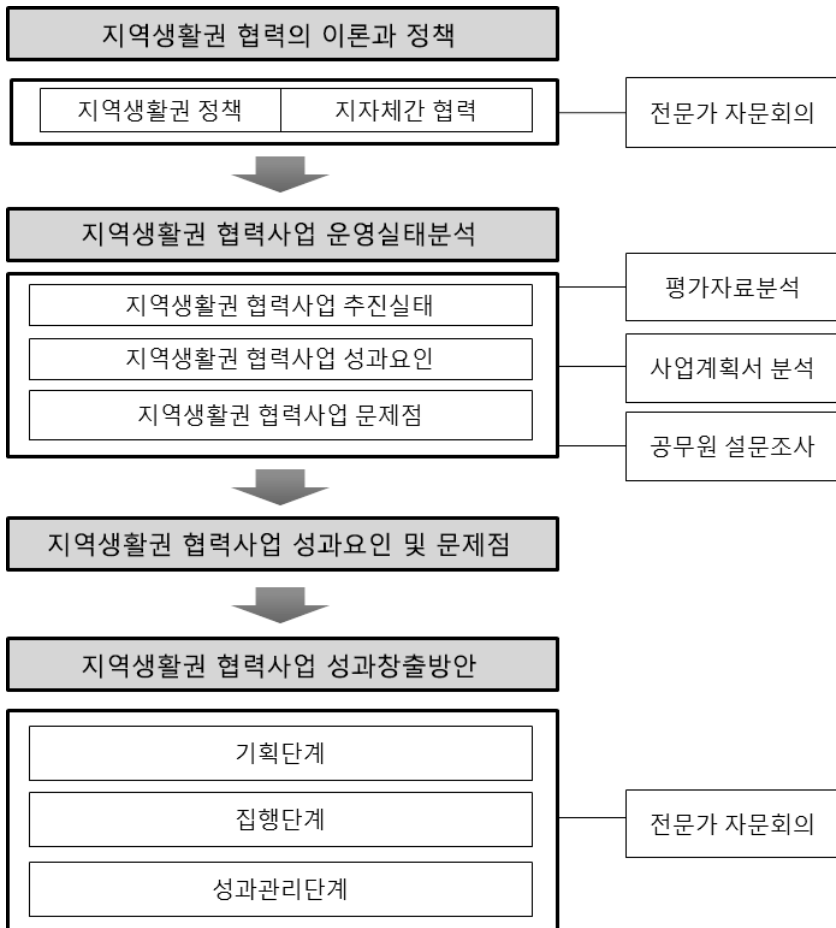 지역생활권 협력의 이론과 정책
지역생활권 정책
지자체간 협력
전문가 자문회의
지역생활권 협력사업 운영실태분석
지역생활권 협력사업 추진실태
지역생활권 협력사업 성과요인
지역생활권 협력사업 문제점
평가자료분석
사업계획서 분석
공무원 설문조사
지역생활권 협력사업 성과요인 및 문제점
지역생활권 협력사업 성과창출방안
기획단계
집행단계
성과관리단계
전문가 자문회의